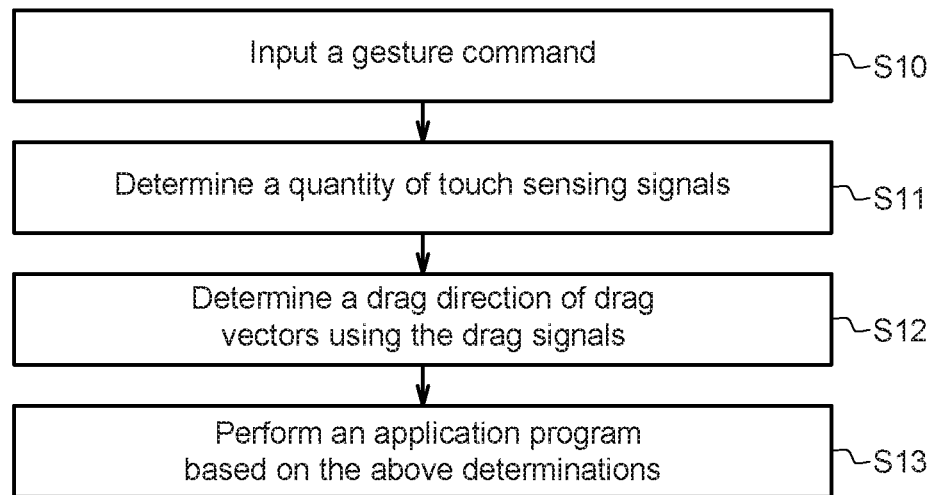 Input a gesture command
S10
Determine a quantity of touch sensing signals
S11
Determine a drag direction of drag
vectors using the drag signals
S12
Perform an application program
based on the above determinations
S13